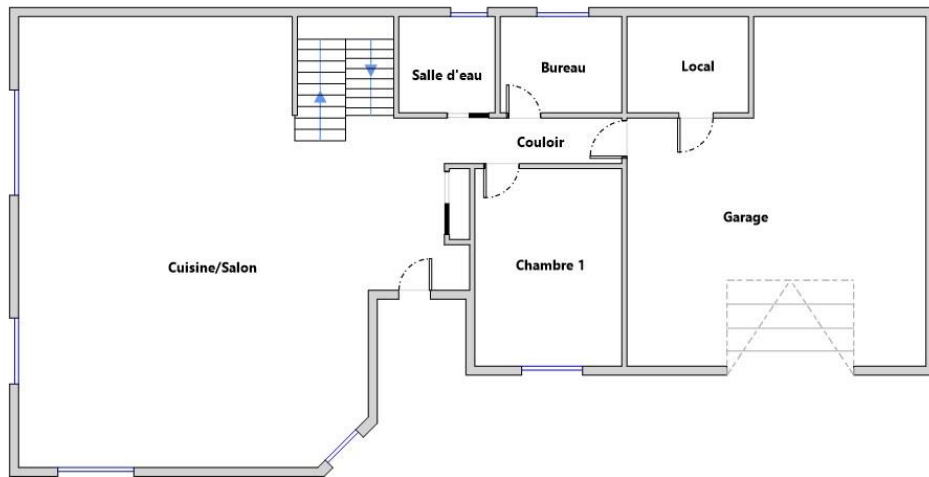 Salle d'eau
Bureau
Local
Couloir
Garage
Cuisine/Salon
Chambre 1